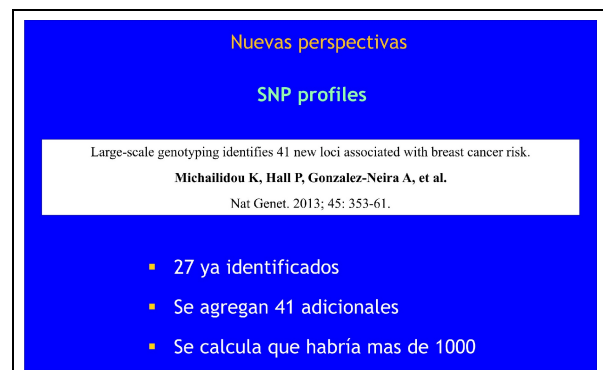 Nuevas perspectivas
SNP profiles
Large-scale genotyping identifies 41 new loci associated with breast cancer risk.
Michailidou K, Hall P, Gonzalez-Neira A, et al.
Nat Genet. 2013; 45: 353-61.
▪ 27 ya identificados
▪ Se agregan 41 adicionales
▪ Se calcula que habría mas de 1000